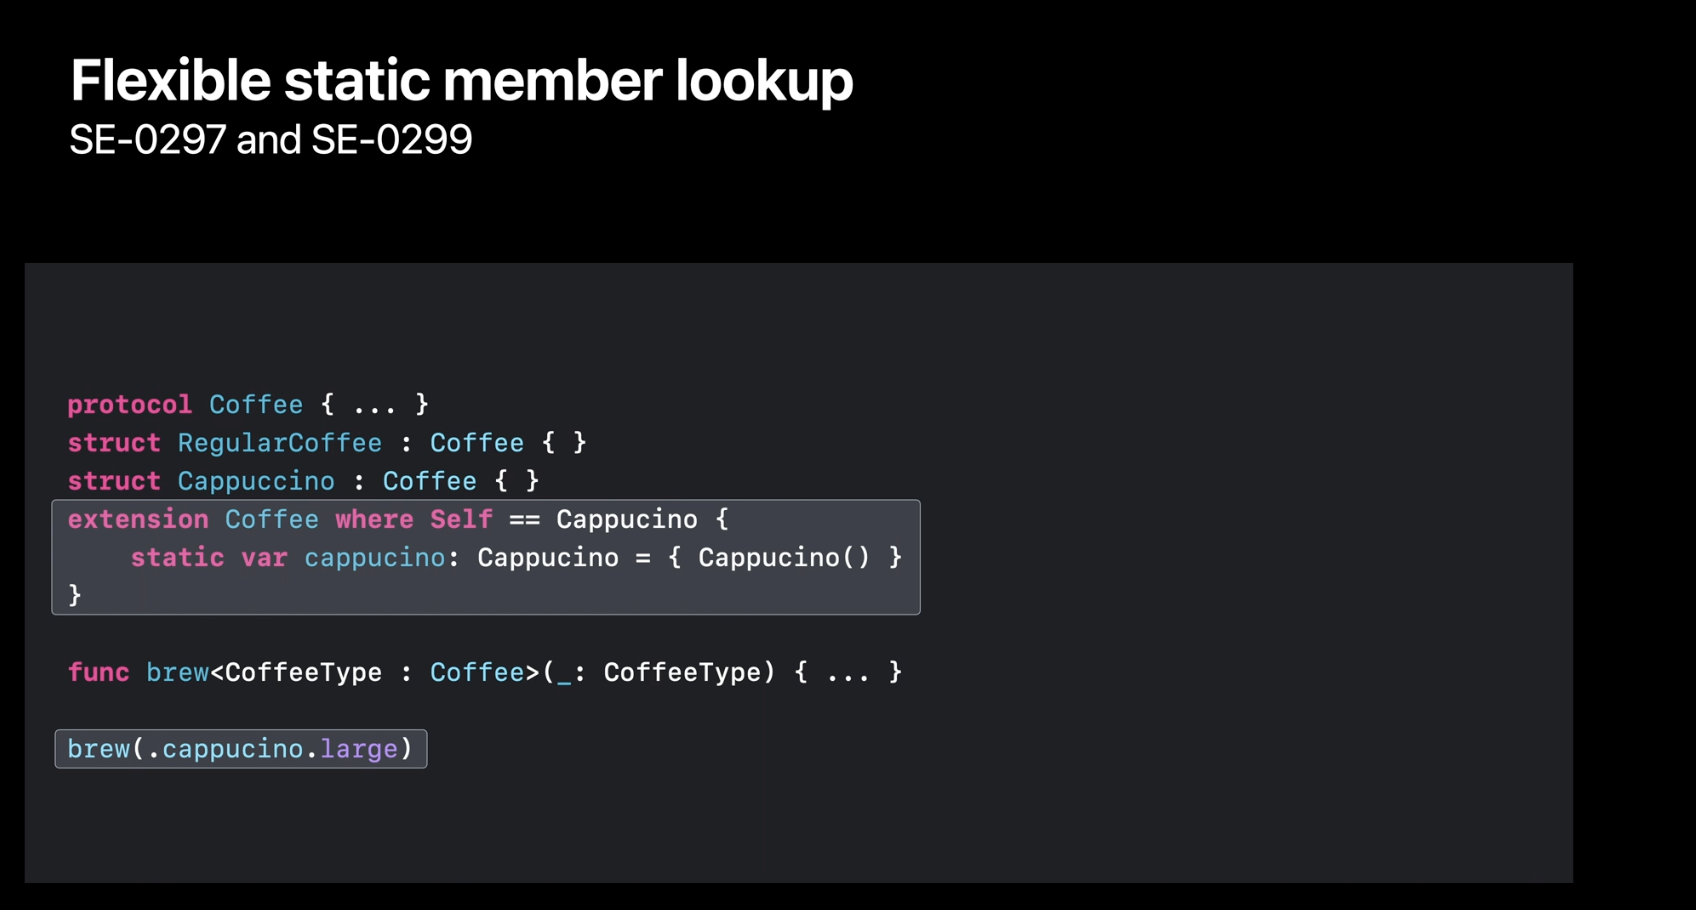 Flexible static member lookup
SE-0297 and SE-0299
protocol Coffee { ... }
struct RegularCoffee : Coffee { }
struct Cappuccino : Coffee { }
extension Coffee where Self == Cappucino {
    static var cappucino: Cappucino = { Cappucino() }
}
func brew<CoffeeType : Coffee>(_: CoffeeType) { ... }
brew(.cappucino.large)